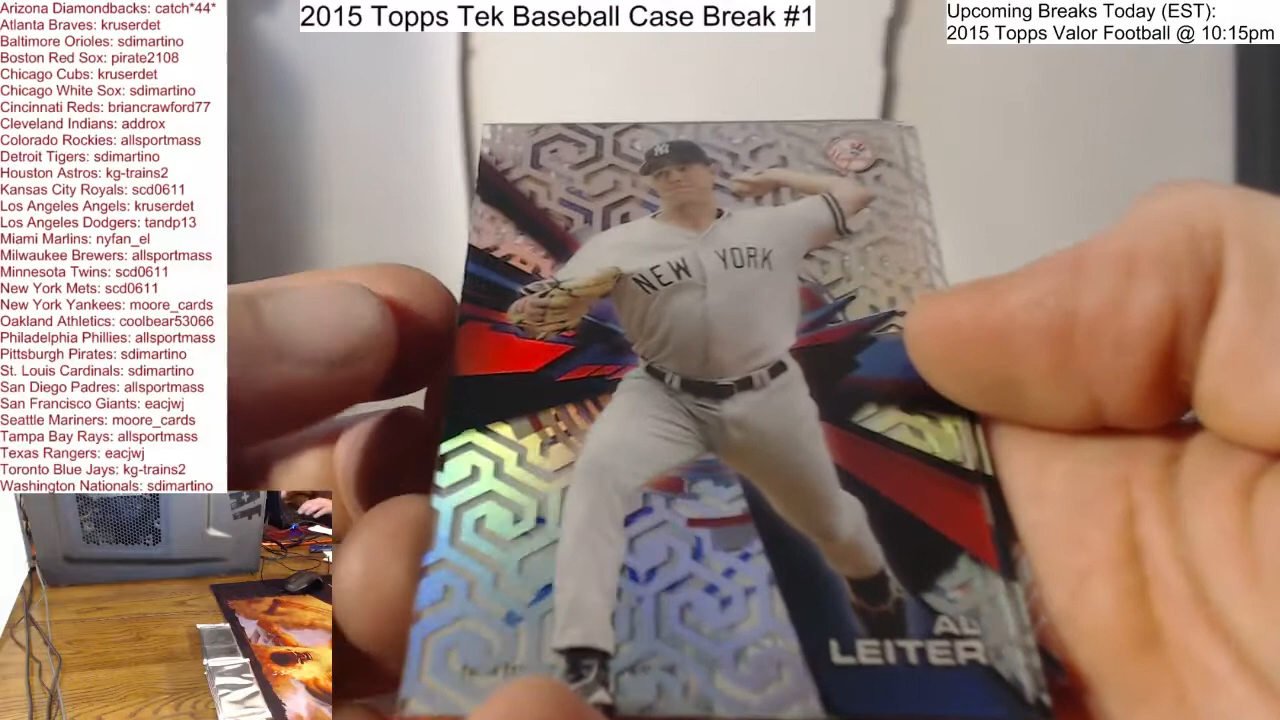 Arizona Diamondbacks: catch*44*
Atlanta Braves: kruserdet
Baltimore Orioles: sdimartino
Boston Red Sox: pirate2108
Chicago Cubs: kruserdet
Chicago White Sox: sdimartino
Cincinnati Reds: briancrawford77
Cleveland Indians: addrox
Colorado Rockies: allsportmass
Detroit Tigers: sdimartino
Houston Astros: kg-trains2
Kansas City Royals: scd0611
Los Angeles Angels: kruserdet
Los Angeles Dodgers: tandp13
Miami Marlins: nyfan_el
Milwaukee Brewers: allsportmass
Minnesota Twins: scd0611
New York Mets: scd0611
New York Yankees: moore_cards
Oakland Athletics: coolbear53066
Philadelphia Phillies: allsportmass
Pittsburgh Pirates: sdimartino
St. Louis Cardinals: sdimartino
San Diego Padres: allsportmass
San Francisco Giants: eacjwj
Seattle Mariners: moore_cards
Tampa Bay Rays: allsportmass
Texas Rangers: eacjwj
Toronto Blue Jays: kg-trains2
Washington Nationals: sdimartino
2015 Topps Tek Baseball Case Break #1
Upcoming Breaks Today (EST):
2015 Topps Valor Football @ 10:15pm
NEW YORK
AL
LEITER